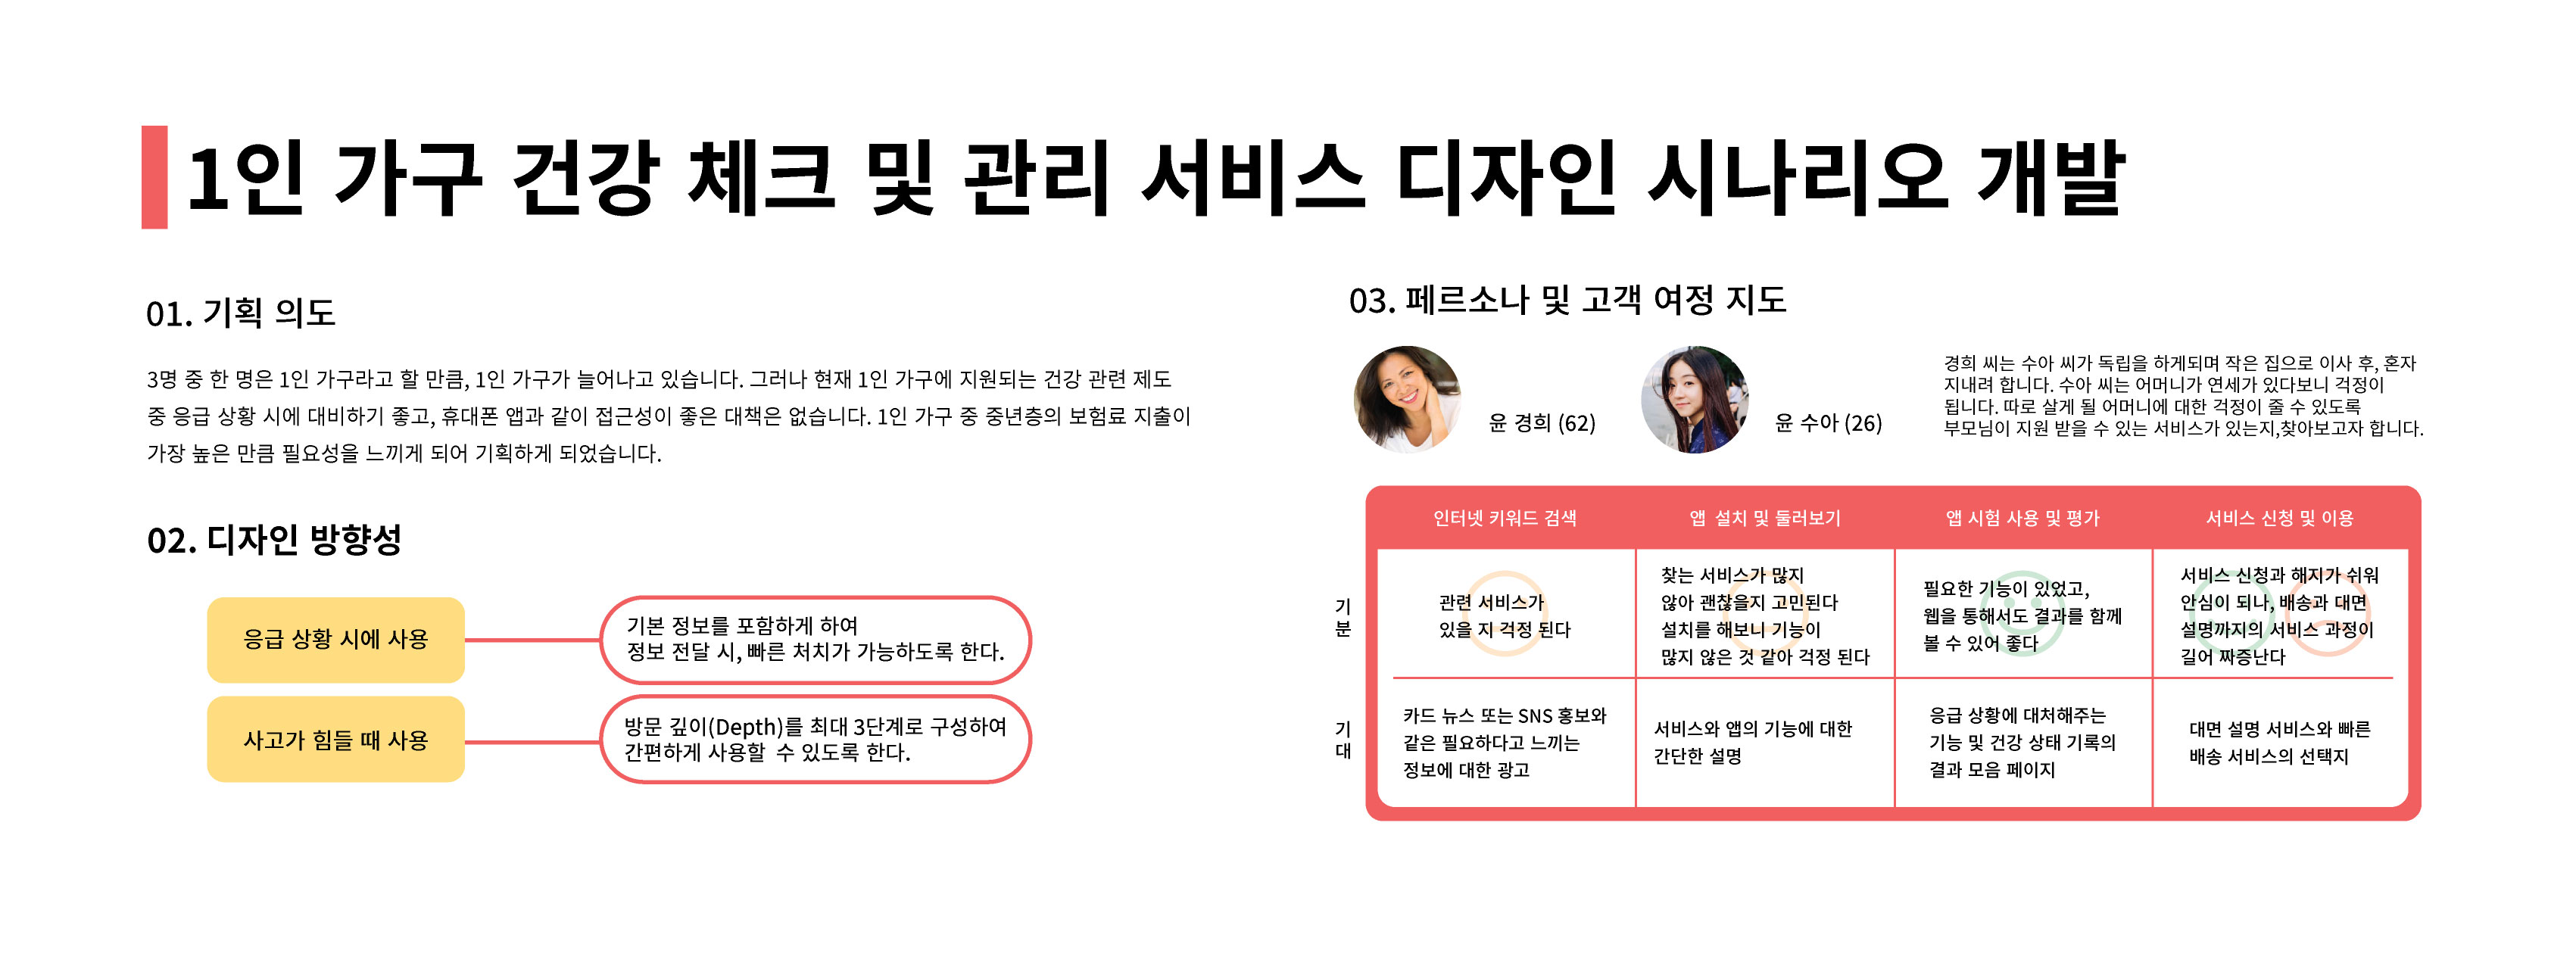 1인 가구 건강 체크 및 관리 서비스 디자인 시나리오 개발
01. 기획 의도
3명 중 한 명은 1인 가구라고 할 만큼, 1인 가구가 늘어나고 있습니다. 그러나 현재 1인 가구에 지원되는 건강 관련 제도
중 응급 상황 시에 대비하기 좋고, 휴대폰 앱과 같이 접근성이 좋은 대책은 없습니다. 1인 가구 중 중년층의 보험료 지출이
가장 높은 만큼 필요성을 느끼게 되어 기획하게 되었습니다.
02. 디자인 방향성
응급 상황 시에 사용
기본 정보를 포함하게 하여
정보 전달 시, 빠른 처치가 가능하도록 한다.
사고가 힘들 때 사용
방문 깊이(Depth)를 최대 3단계로 구성하여
간편하게 사용할 수 있도록 한다.
03. 페르소나 및 고객 여정 지도
윤 경희 (62)
윤 수아 (26)
경희 씨는 수아 씨가 독립을 하게되며 작은 집으로 이사 후, 혼자
지내려 합니다. 수아 씨는 어머니가 연세가 있다보니 걱정이
됩니다. 따로 살게 될 어머니에 대한 걱정이 줄 수 있도록
부모님이 지원 받을 수 있는 서비스가 있는지,찾아보고자 합니다.
인터넷 키워드 검색
앱 설치 및 둘러보기
앱 시험 사용 및 평가
서비스 신청 및 이용
기
분
관련 서비스가
있을 지 걱정 된다
찾는 서비스가 많지
않아 괜찮을지 고민된다
설치를 해보니 기능이
많지 않은 것 같아 걱정 된다
필요한 기능이 있었고,
웹을 통해서도 결과를 함께
볼 수 있어 좋다
서비스 신청과 해지가 쉬워
안심이 되나, 배송과 대면
설명까지의 서비스 과정이
길어 짜증난다
기
대
카드 뉴스 또는 SNS 홍보와
같은 필요하다고 느끼는
정보에 대한 광고
서비스와 앱의 기능에 대한
간단한 설명
응급 상황에 대처해주는
기능 및 건강 상태 기록의
결과 모음 페이지
대면 설명 서비스와 빠른
배송 서비스의 선택지